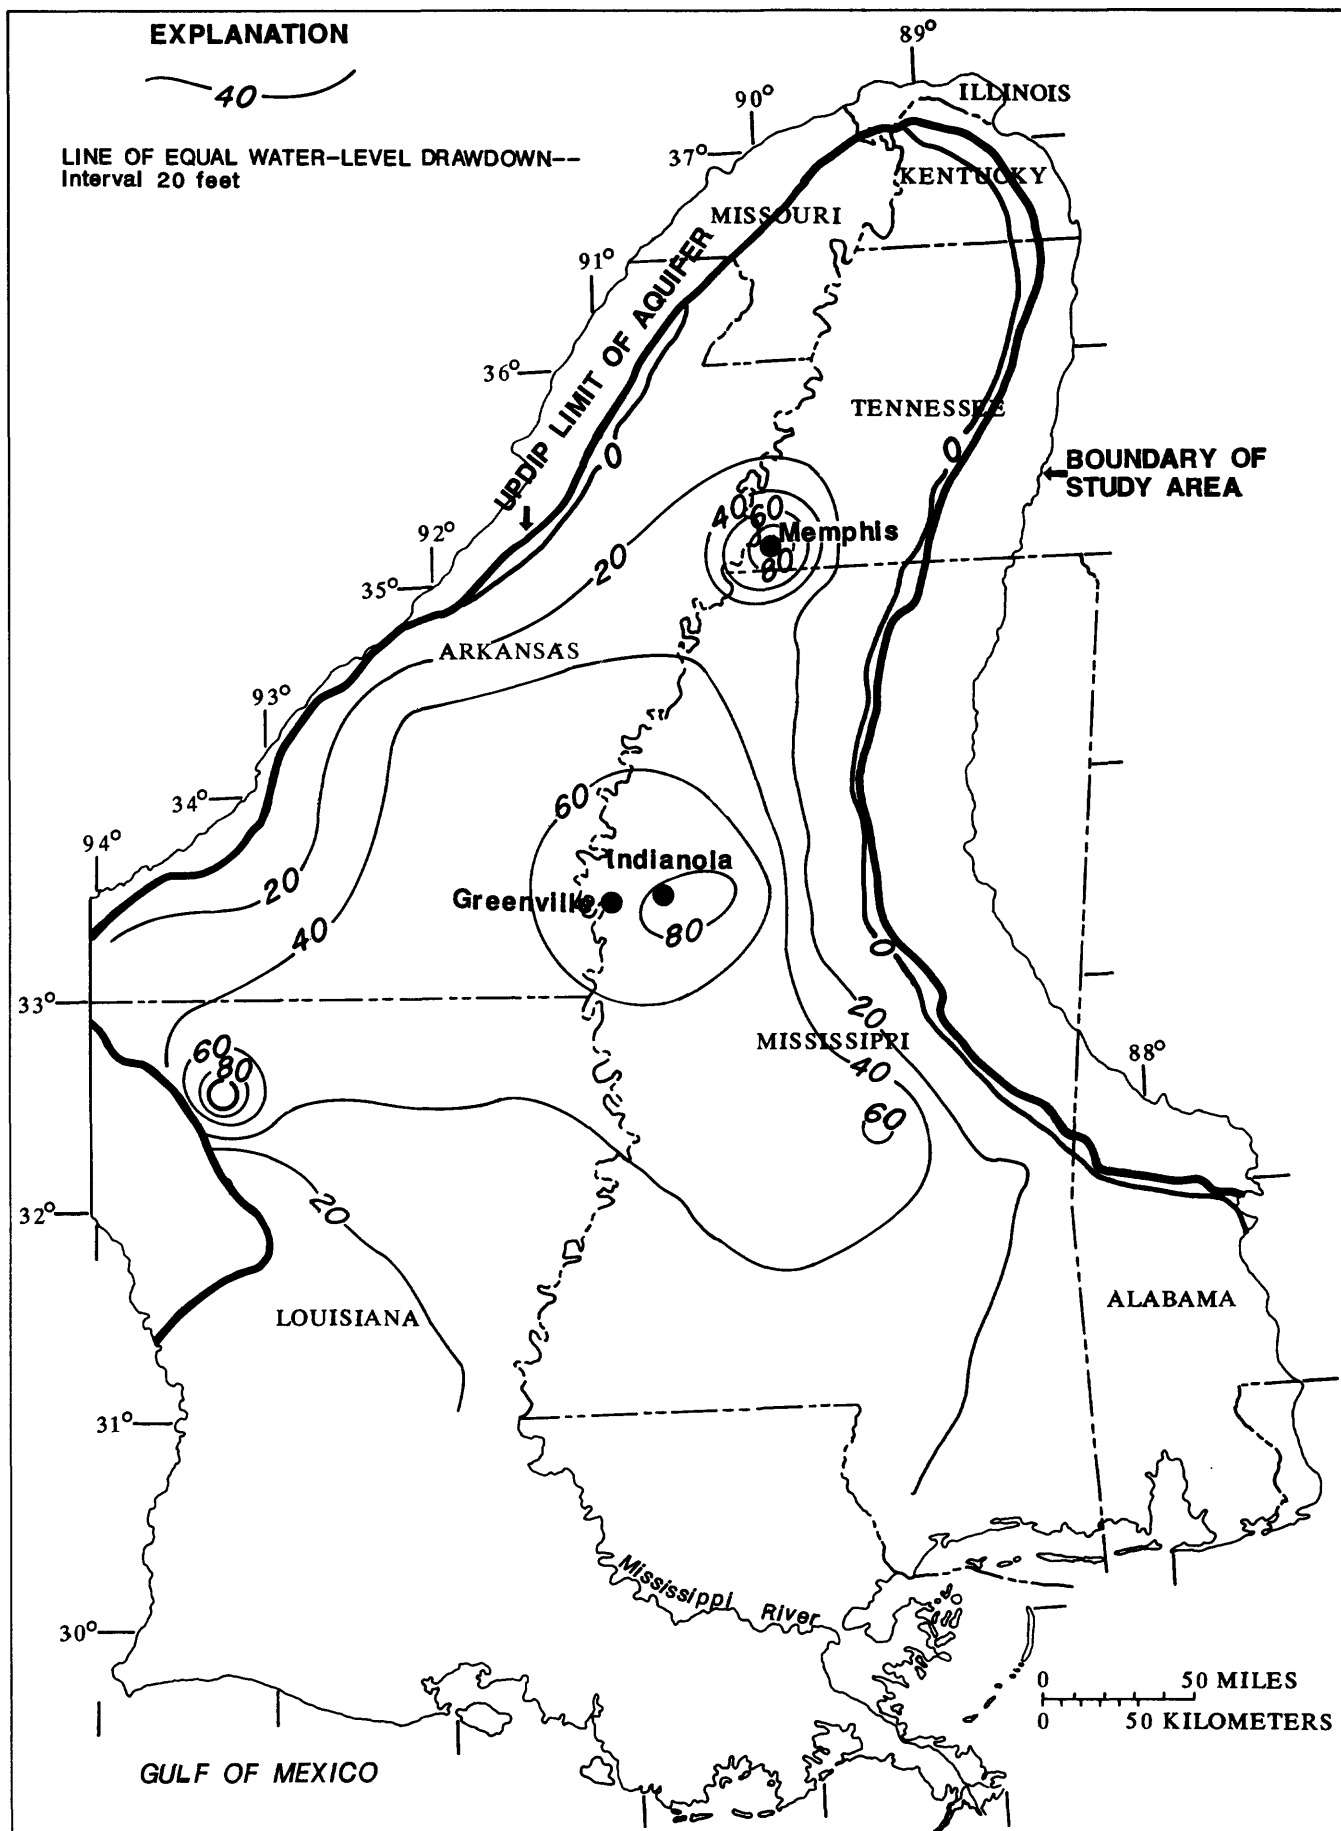 EXPLANATION
40
LINE OF EQUAL WATER-LEVEL DRAWDOWN--
Interval 20 feet
89°
ILLINOIS
90°
37°
KENTUCKY
MISSOURI
91°
UPDIP LIMIT OF AQUIFER
36°
TENNESSEE
0
0
BOUNDARY OF
STUDY AREA
40
60
Memphis
80
92°
20
35°
ARKANSAS
93°
34°
60
94°
Indianola
20
Greenville
80
40
0
33°
20
MISSISSIPPI
60
80
40
88°
60
20
32°
LOUISIANA
ALABAMA
31°
Mississippi River
30°
0 50 MILES
0 50 KILOMETERS
GULF OF MEXICO